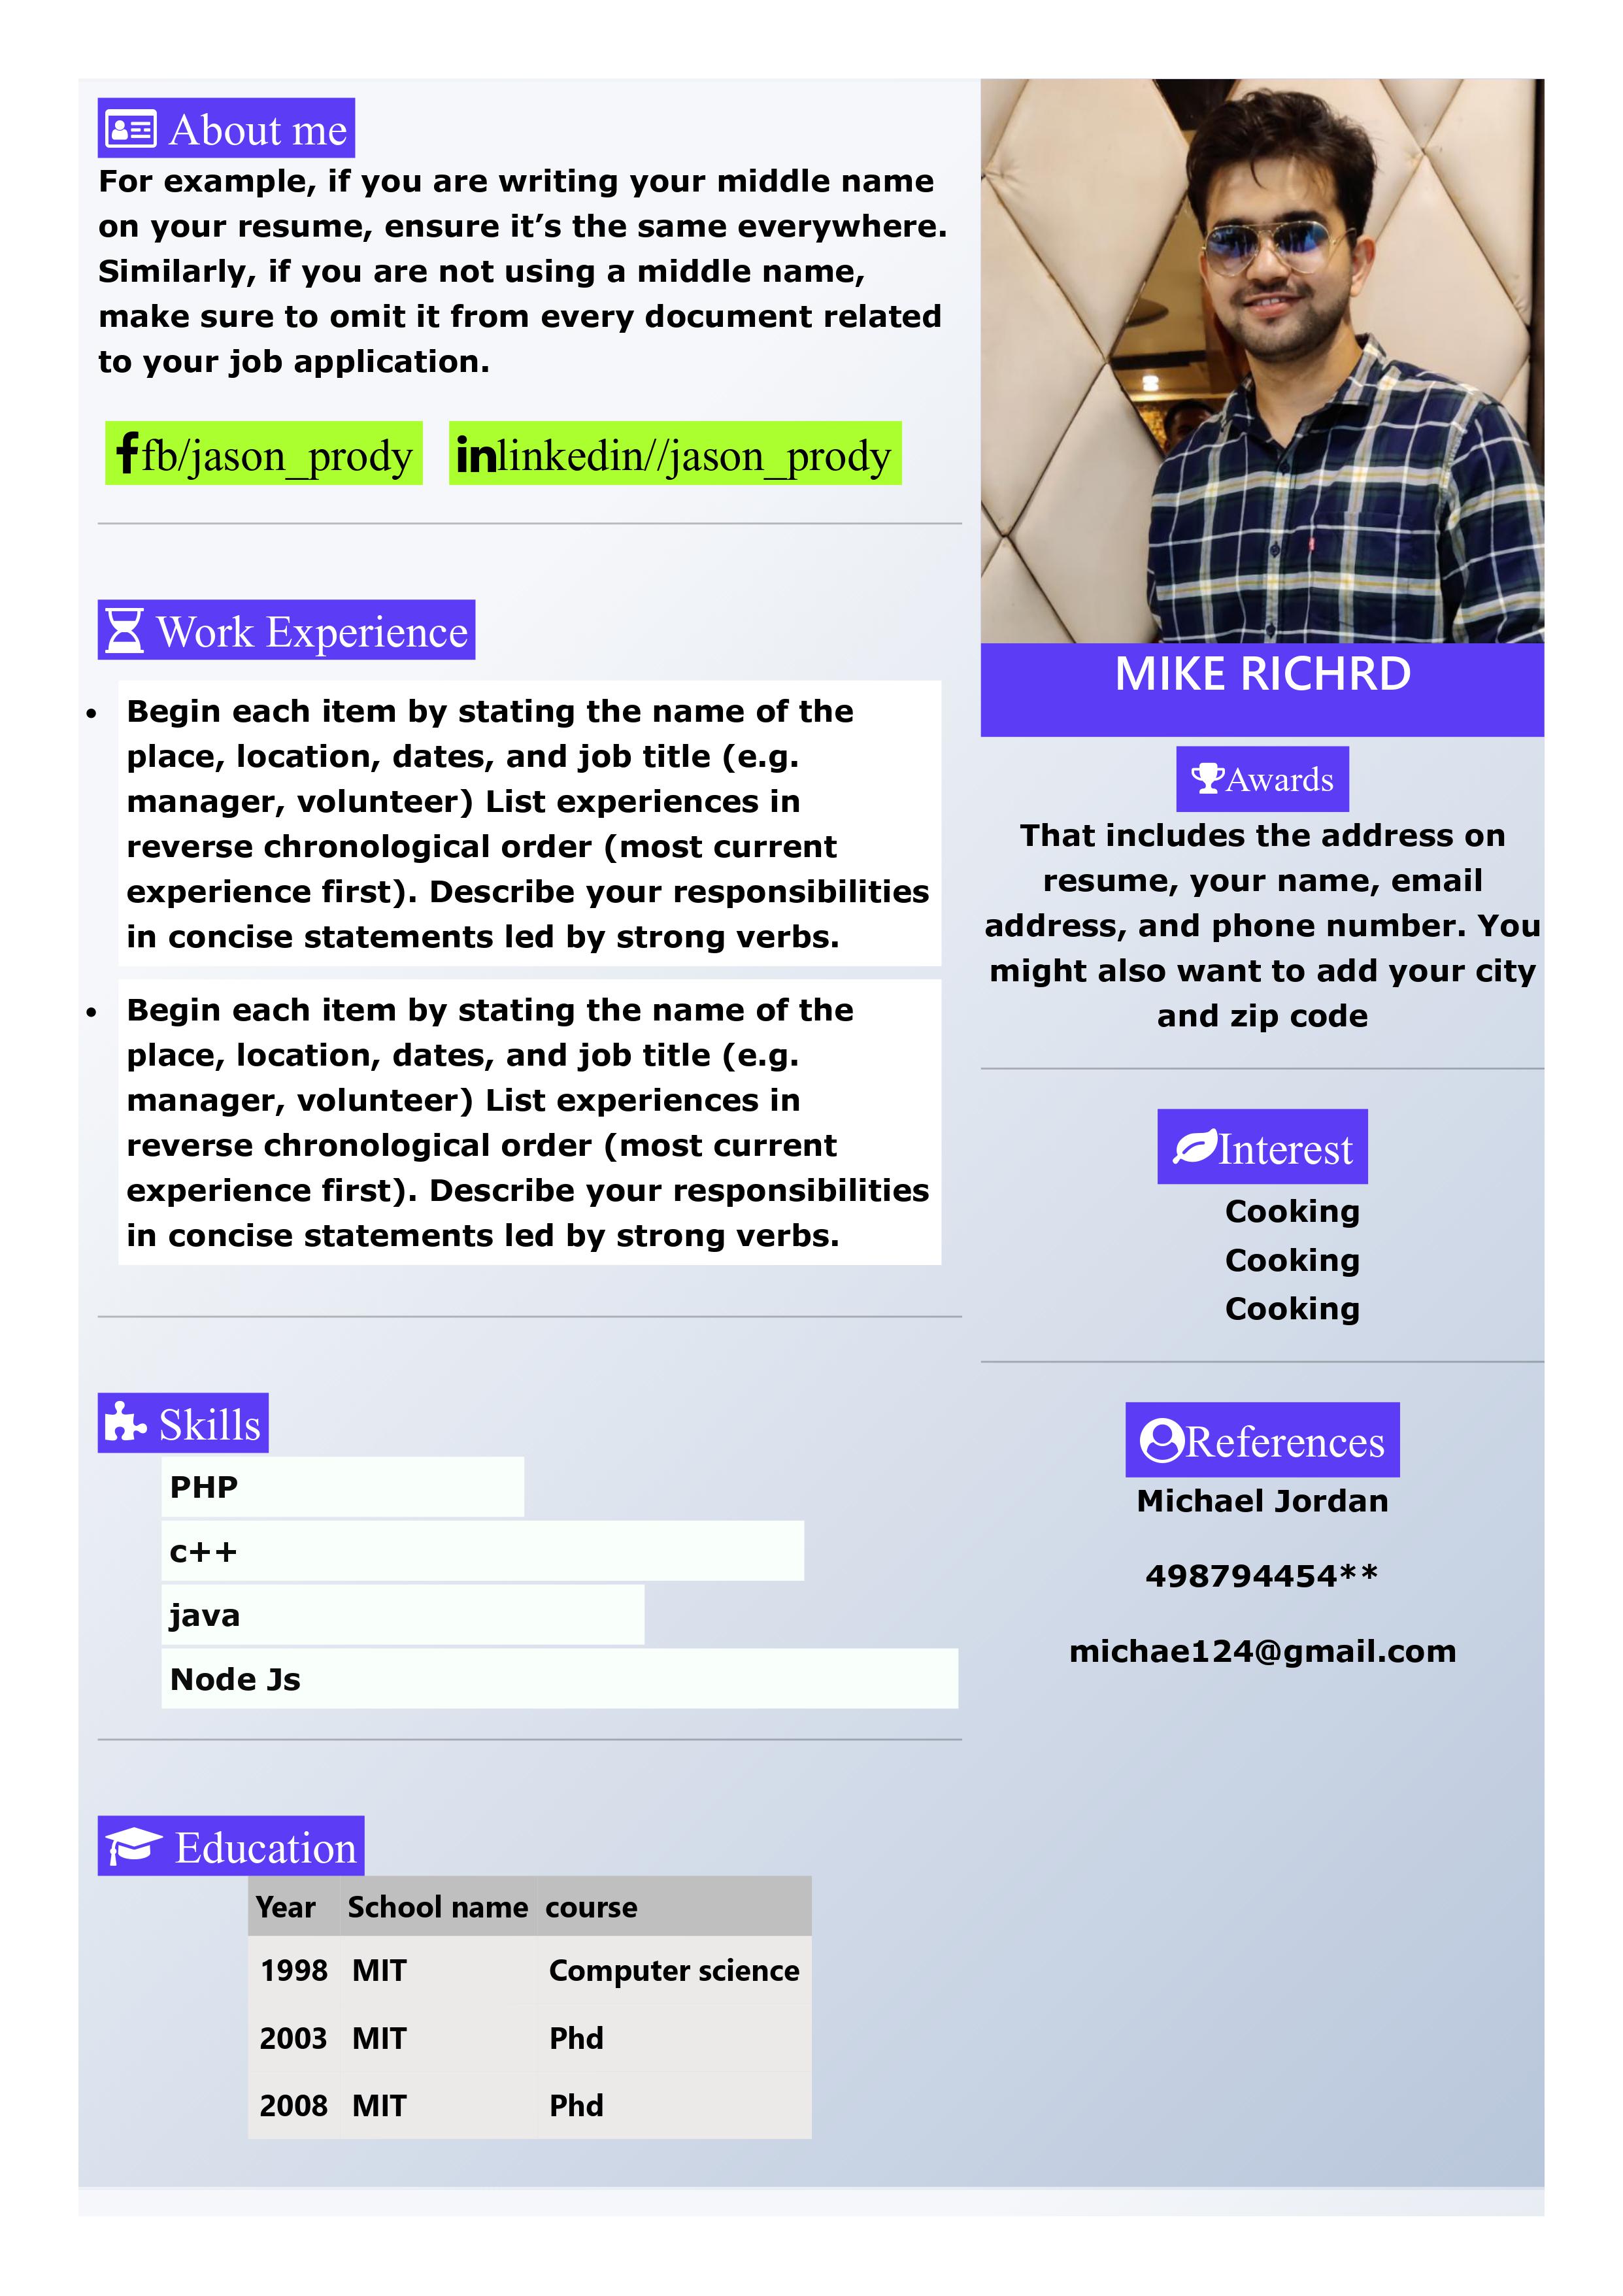 About me
For example, if you are writing your middle name
on your resume, ensure it’s the same everywhere.
Similarly, if you are not using a middle name,
make sure to omit it from every document related
to your job application.
fb/jason_prody
linkedin//jason_prody
Work Experience
Begin each item by stating the name of the
place, location, dates, and job title (e.g.
manager, volunteer) List experiences in
reverse chronological order (most current
experience first). Describe your responsibilities
in concise statements led by strong verbs.
Begin each item by stating the name of the
place, location, dates, and job title (e.g.
manager, volunteer) List experiences in
reverse chronological order (most current
experience first). Describe your responsibilities
in concise statements led by strong verbs.
Skills
PHP
c++
java
Node Js
Education
Year School name course
1998 MIT Computer science
2003 MIT Phd
2008 MIT Phd
MIKE RICHRD
Awards
That includes the address on
resume, your name, email
address, and phone number. You
might also want to add your city
and zip code
Interest
Cooking
Cooking
Cooking
References
Michael Jordan
498794454**
michae124@gmail.com